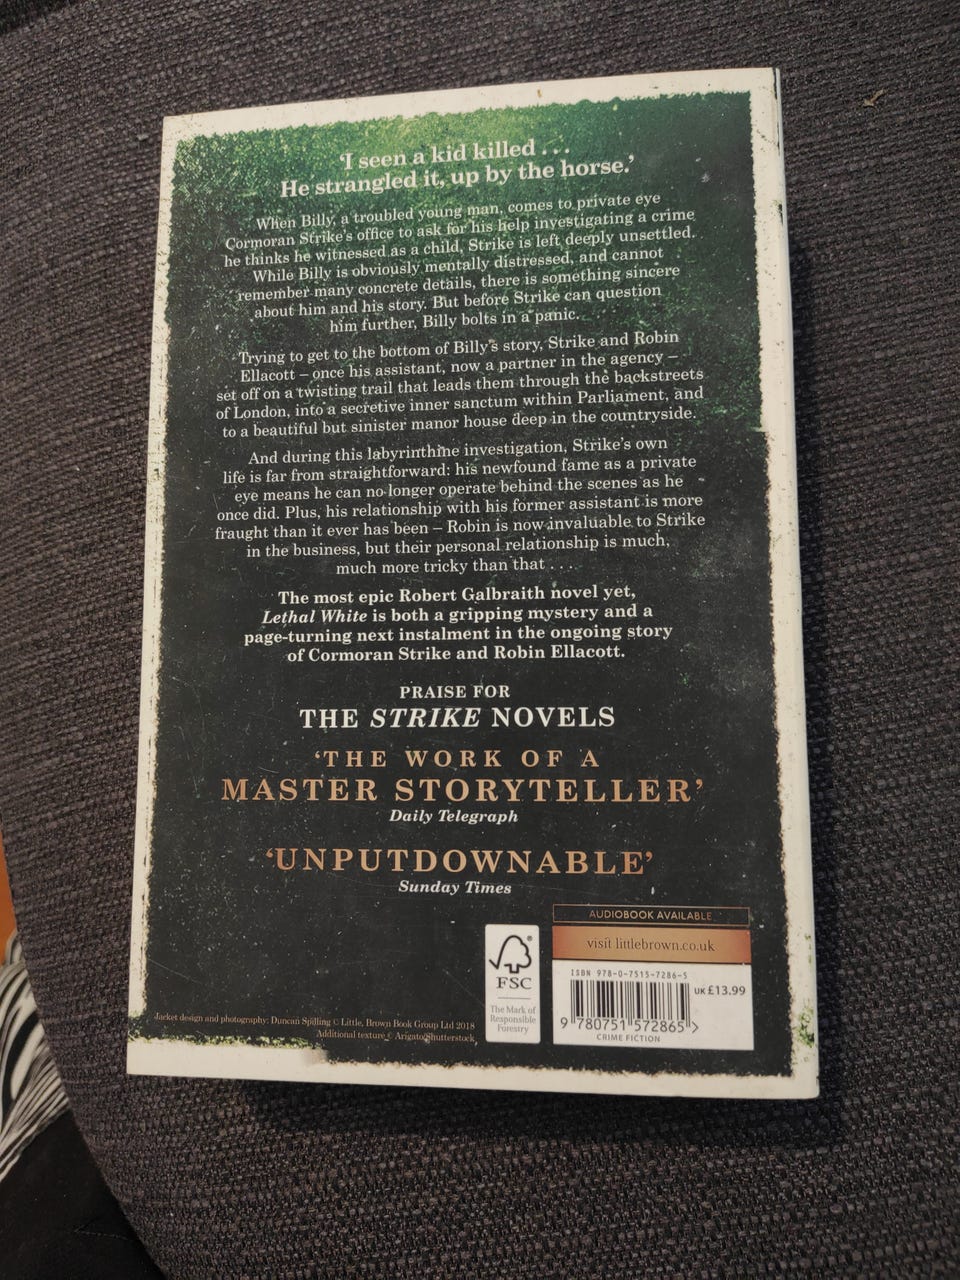 ‘I seen a kid killed . . .
He strangled it, up by the horse.’
When Billy, a troubled young man, comes to private eye
Cormoran Strike’s office to ask for his help investigating a crime
he thinks he witnessed as a child, Strike is left deeply unsettled.
While Billy is obviously mentally distressed, and cannot
remember many concrete details, there is something sincere
about him and his story. But before Strike can question
him further, Billy bolts in a panic.
Trying to get to the bottom of Billy’s story, Strike and Robin
Ellacott – once his assistant, now a partner in the agency –
set off on a twisting trail that leads them through the backstreets
of London, into a secretive inner sanctum within Parliament, and
to a beautiful but sinister manor house deep in the countryside.
And during this labyrinthine investigation, Strike’s own
life is far from straightforward: his newfound fame as a private
eye means he can no longer operate behind the scenes as he
once did. Plus, his relationship with his former assistant is more
fraught than it ever has been – Robin is now invaluable to Strike
in the business, but their personal relationship is much,
much more tricky than that . . .
The most epic Robert Galbraith novel yet,
Lethal White is both a gripping mystery and a
page-turning next instalment in the ongoing story
of Cormoran Strike and Robin Ellacott.
PRAISE FOR
THE STRIKE NOVELS
‘THE WORK OF A
MASTER STORYTELLER’
Daily Telegraph
‘UNPUTDOWNABLE’
Sunday Times
AUDIOBOOK AVAILABLE
visit littlebrown.co.uk
ISBN 978-0-7515-7286-5
UK £13.99
9 780751 572865 >
CRIME FICTION
®
FSC
The Mark of
Responsible
Forestry
Jacket design and photography: Duncan Spilling © Little, Brown Book Group Ltd 2018
Additional texture © Arigato/Shutterstock